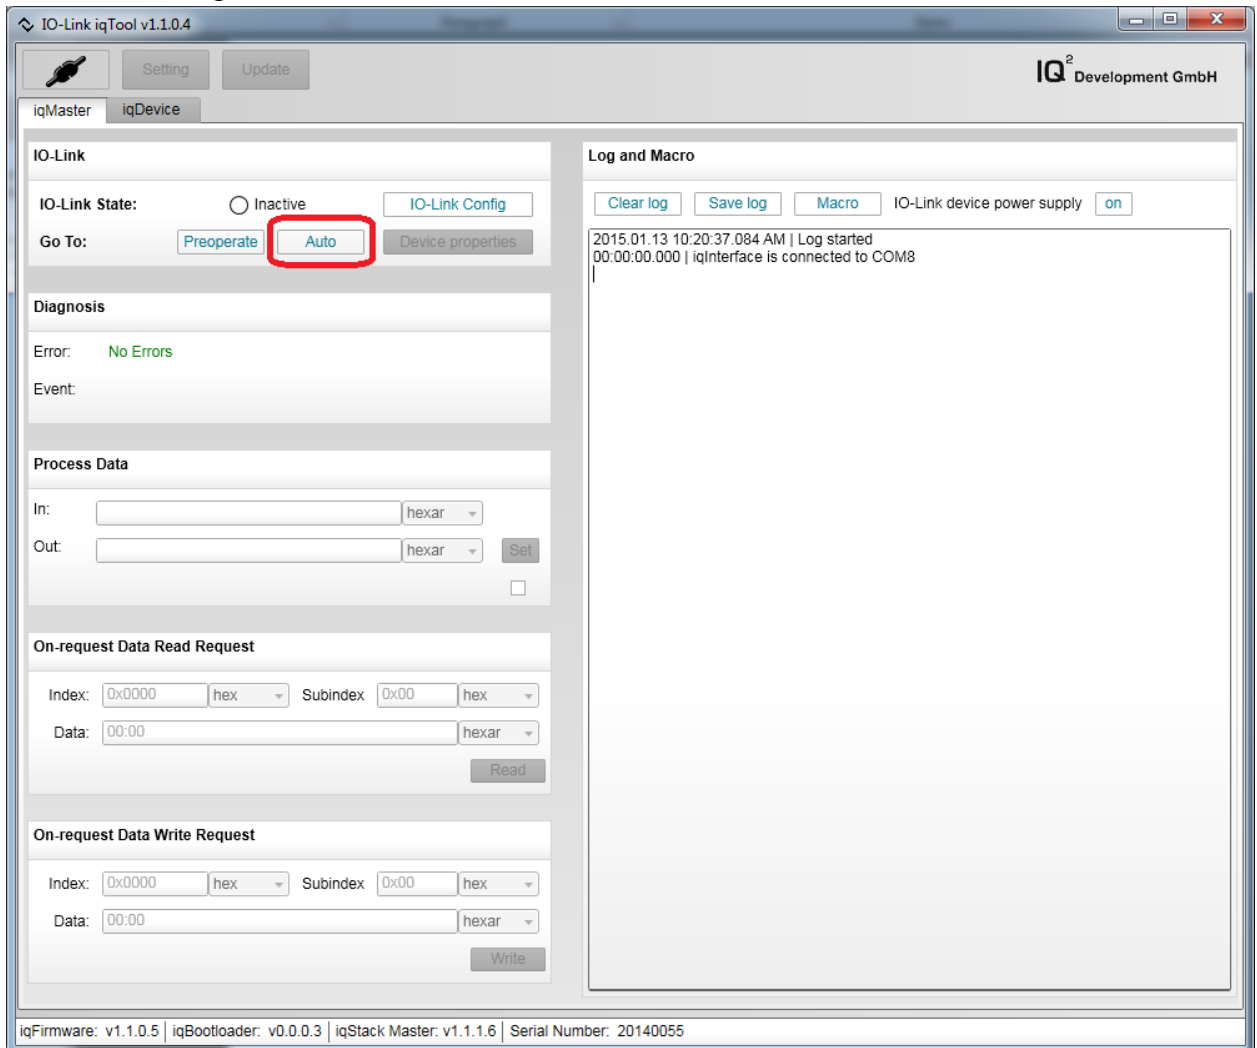 IO-Link iqTool v1.1.0.4
Setting Update
IQ² Development GmbH
iqMaster iqDevice
IO-Link
IO-Link State: Inactive IO-Link Config
Go To: Preoperate Auto Device properties
Diagnosis
Error: No Errors
Event:
Process Data
In: hexar
Out: hexar Set
On-request Data Read Request
Index: 0x0000 hex Subindex 0x00 hex
Data: 00:00 hexar
Read
On-request Data Write Request
Index: 0x0000 hex Subindex 0x00 hex
Data: 00:00 hexar
Write
Log and Macro
Clear log Save log Macro IO-Link device power supply on
2015.01.13 10:20:37.084 AM | Log started
00:00:00.000 | iqInterface is connected to COM8
iqFirmware: v1.1.0.5 | iqBootloader: v0.0.0.3 | iqStack Master: v1.1.1.6 | Serial Number: 20140055